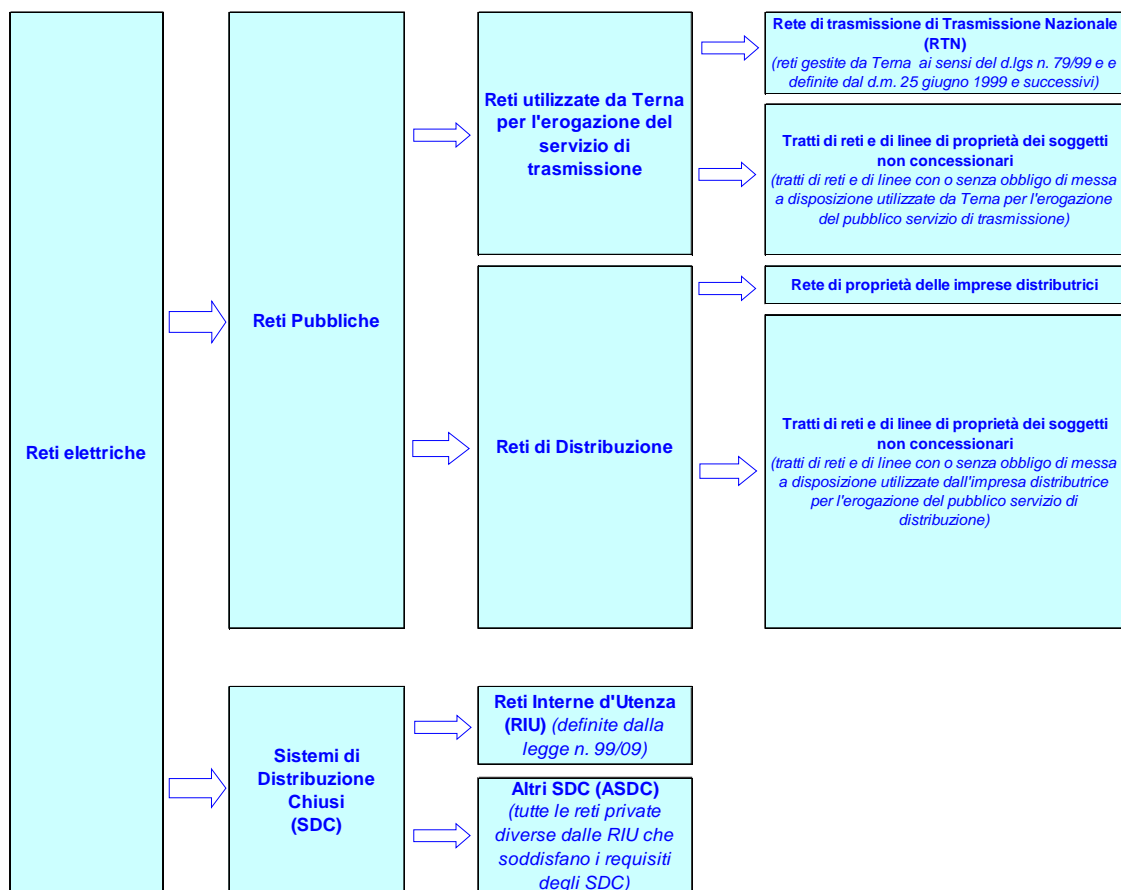 Reti elettriche
Reti Pubbliche
Reti utilizzate da Terna
per l'erogazione del
servizio di
trasmissione
Rete di trasmissione di Trasmissione Nazionale
(RTN)
(reti gestite da Terna ai sensi del d.lgs n. 79/99 e e
definite dal d.m. 25 giugno 1999 e successivi)
Tratti di reti e di linee di proprietà dei soggetti
non concessionari
(tratti di reti e di linee con o senza obbligo di messa
a disposizione utilizzate da Terna per l'erogazione
del pubblico servizio di trasmissione)
Reti di Distribuzione
Rete di proprietà delle imprese distributrici
Tratti di reti e di linee di proprietà dei soggetti
non concessionari
(tratti di reti e di linee con o senza obbligo di messa
a disposizione utilizzate dall'impresa distributrice
per l'erogazione del pubblico servizio di
distribuzione)
Sistemi di
Distribuzione
Chiusi
(SDC)
Reti Interne d'Utenza
(RIU) (definite dalla
legge n. 99/09)
Altri SDC (ASDC)
(tutte le reti private
diverse dalle RIU che
soddisfano i requisiti
degli SDC)